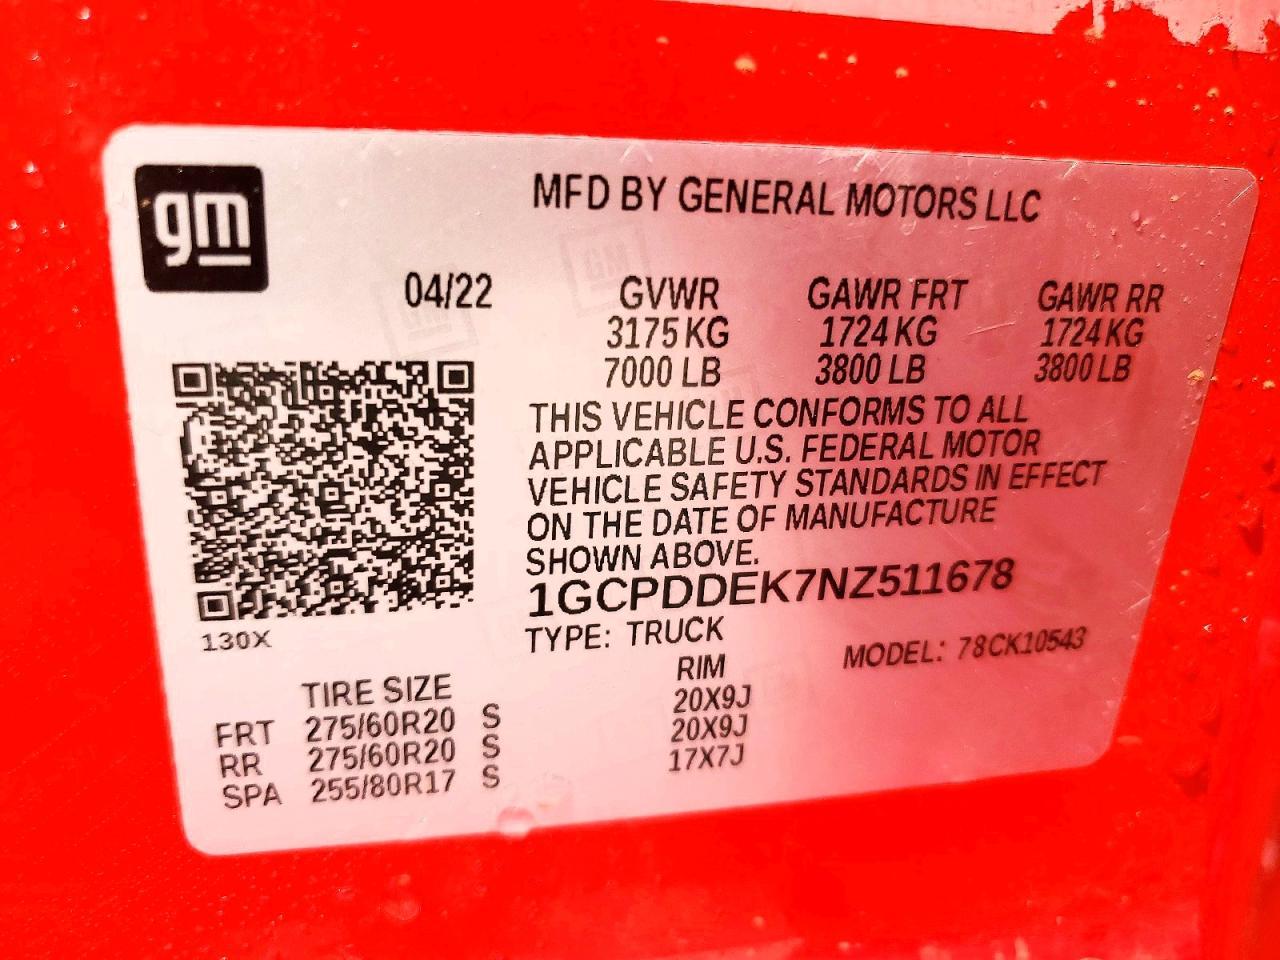 gm
MFD BY GENERAL MOTORS LLC
04/22 GVWR GAWR FRT GAWR RR
3175 KG 1724 KG 1724 KG
7000 LB 3800 LB 3800 LB
THIS VEHICLE CONFORMS TO ALL
APPLICABLE U.S. FEDERAL MOTOR
VEHICLE SAFETY STANDARDS IN EFFECT
ON THE DATE OF MANUFACTURE
SHOWN ABOVE.
1GCPDDEK7NZ511678
130X
TYPE: TRUCK MODEL: 78CK10543
TIRE SIZE RIM
FRT 275/60R20 S 20X9J
RR 275/60R20 S 20X9J
SPA 255/80R17 S 17X7J